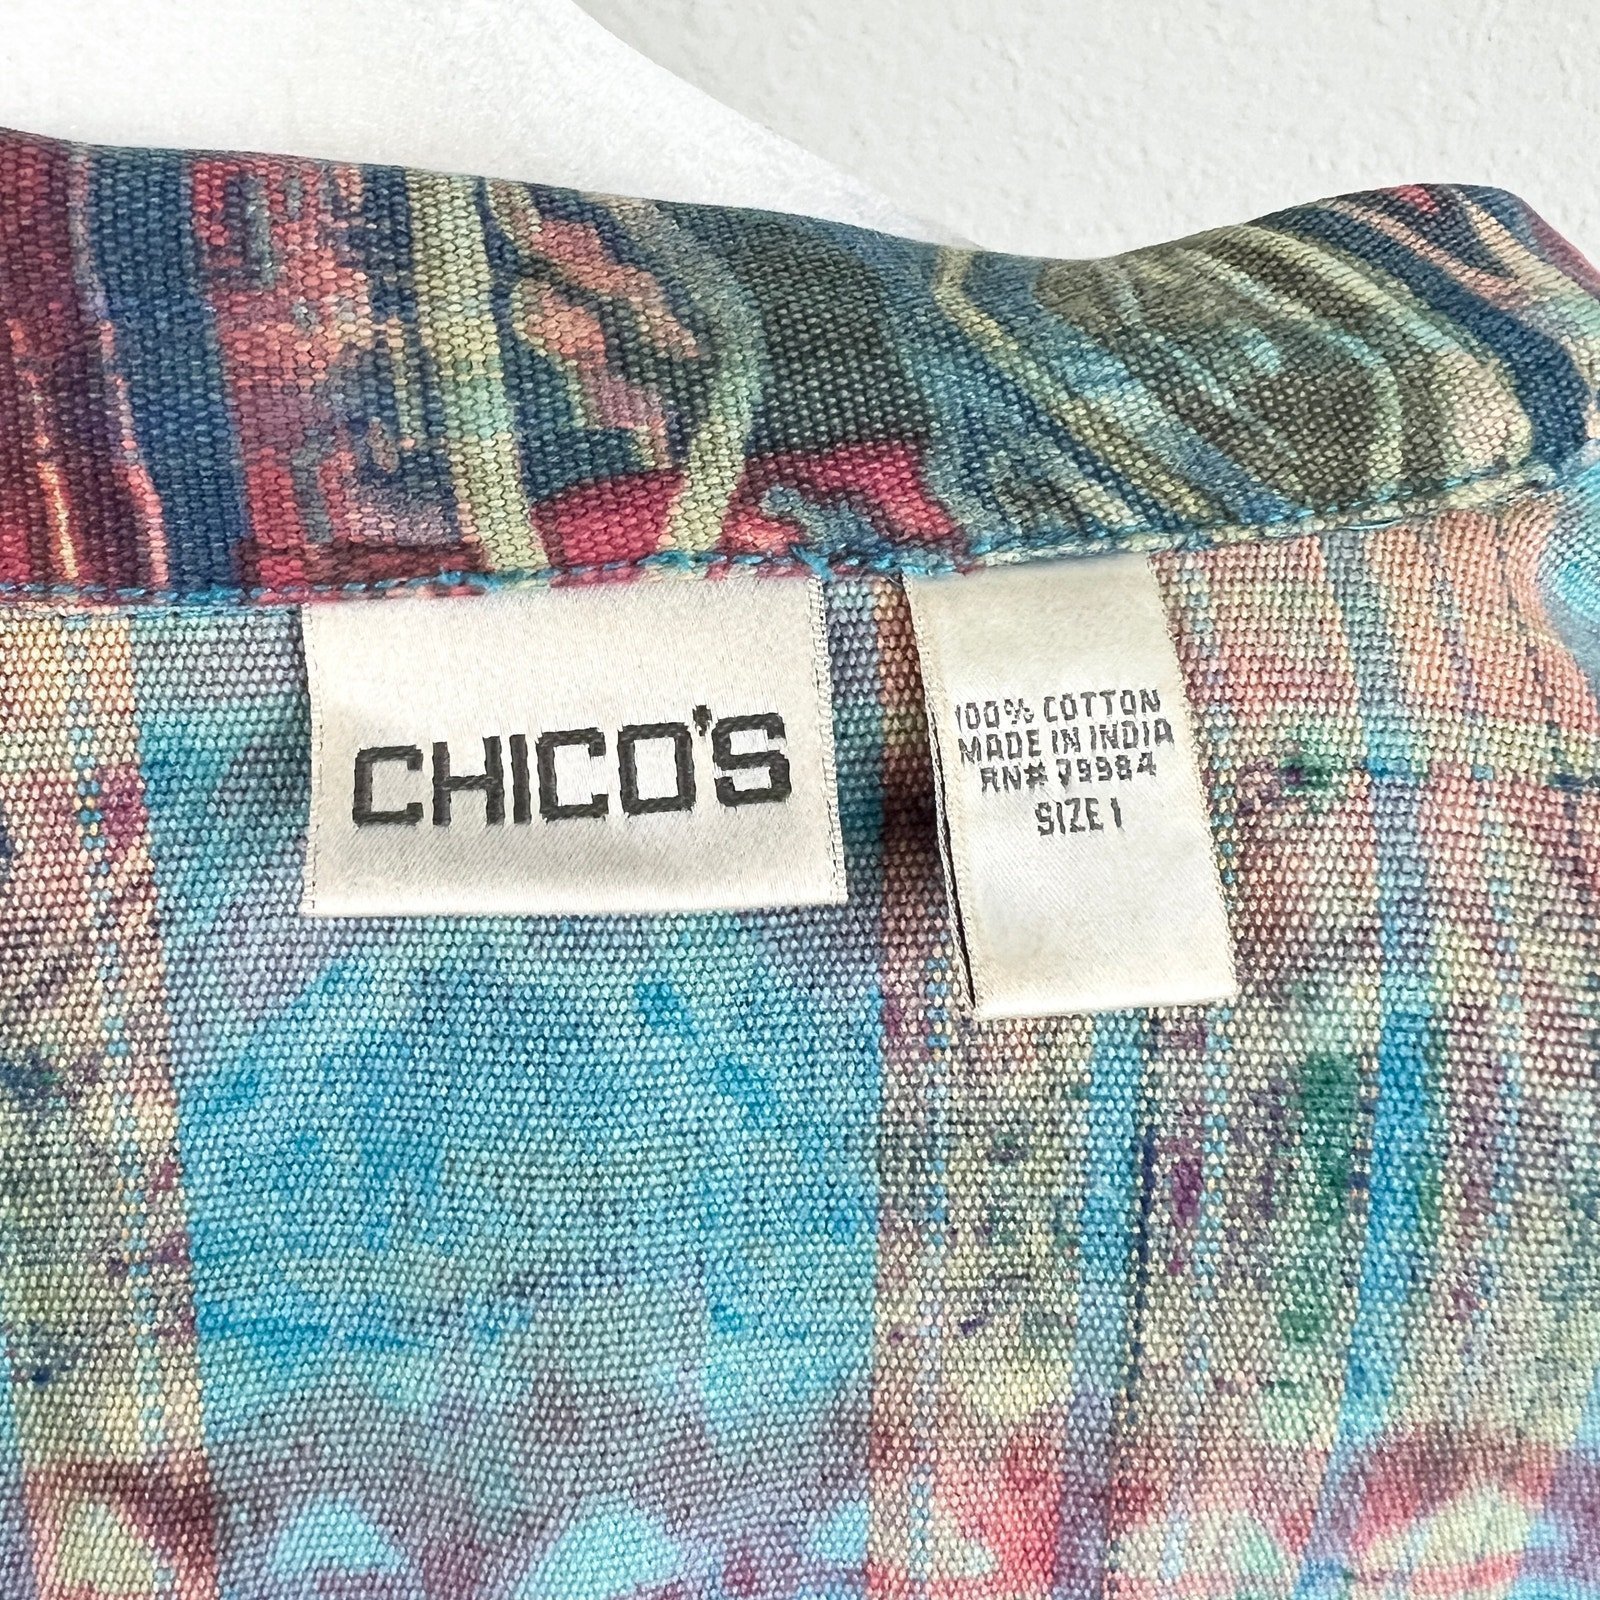 CHICO'S
100% COTTON
MADE IN INDIA
RN# 79984
SIZE 1